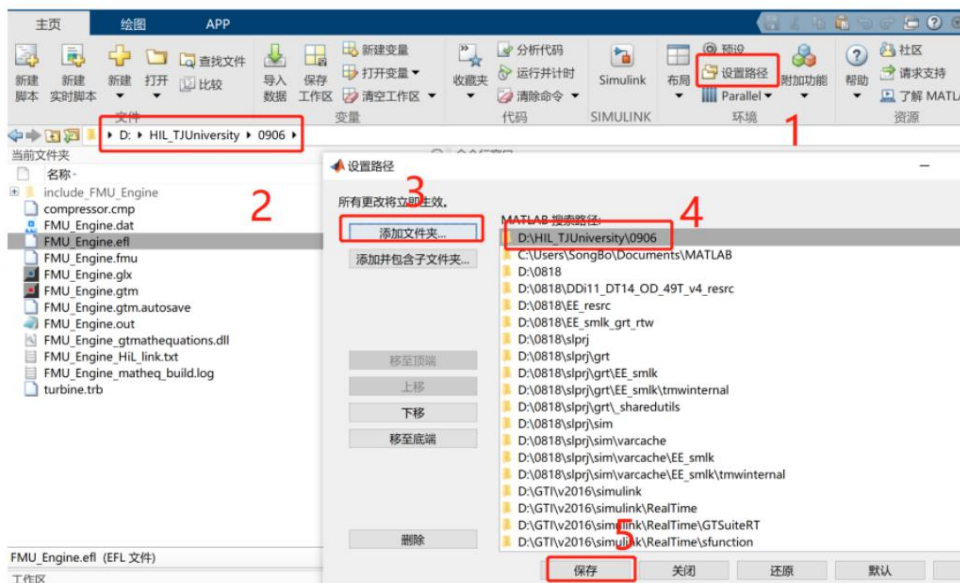 主页 绘图 APP
新建脚本 新建实时脚本 新建 打开 查找文件 比较
文件
导入数据 保存工作区 新建变量 打开变量 清空工作区
变量
收藏夹 分析代码 运行并计时 清除命令
代码
Simulink
SIMULINK
布局 预设 设置路径 Parallel 附加功能
环境
帮助 社区 请求支持 了解 MATL
资源
1
D: HIL_TJUniversity 0906
当前文件夹
名称
2
include_FMU_Engine
compressor.cmp
FMU_Engine.dat
FMU_Engine.efl
FMU_Engine.fmu
FMU_Engine.glx
FMU_Engine.gtm
FMU_Engine.gtm.autosave
FMU_Engine.out
FMU_Engine_gtmathequations.dll
FMU_Engine_HiL_link.txt
FMU_Engine_matheq_build.log
turbine.trb
FMU_Engine.efl (EFL 文件)
工作区
设置路径
所有更改将立即生效。
3
添加文件夹...
添加并包含子文件夹...
移至顶端
上移
下移
移至底端
删除
MATLAB 搜索路径:
4
D:\HIL_TJUniversity\0906
C:\Users\SongBo\Documents\MATLAB
D:\0818
D:\0818\DDi11_DT14_OD_49T_v4_resrc
D:\0818\EE_resrc
D:\0818\EE_smlk_grt_rtw
D:\0818\slprj
D:\0818\slprj\grt
D:\0818\slprj\grt\EE_smlk
D:\0818\slprj\grt\EE_smlk\tmwinternal
D:\0818\slprj\grt\_sharedutils
D:\0818\slprj\sim
D:\0818\slprj\sim\varcache
D:\0818\slprj\sim\varcache\EE_smlk
D:\0818\slprj\sim\varcache\EE_smlk\tmwinternal
D:\GTI\v2016\simulink
D:\GTI\v2016\simulink\RealTime
D:\GTI\v2016\simulink\RealTime\GTSuiteRT
D:\GTI\v2016\simulink\RealTime\sfunction
5
保存 关闭 还原 默认